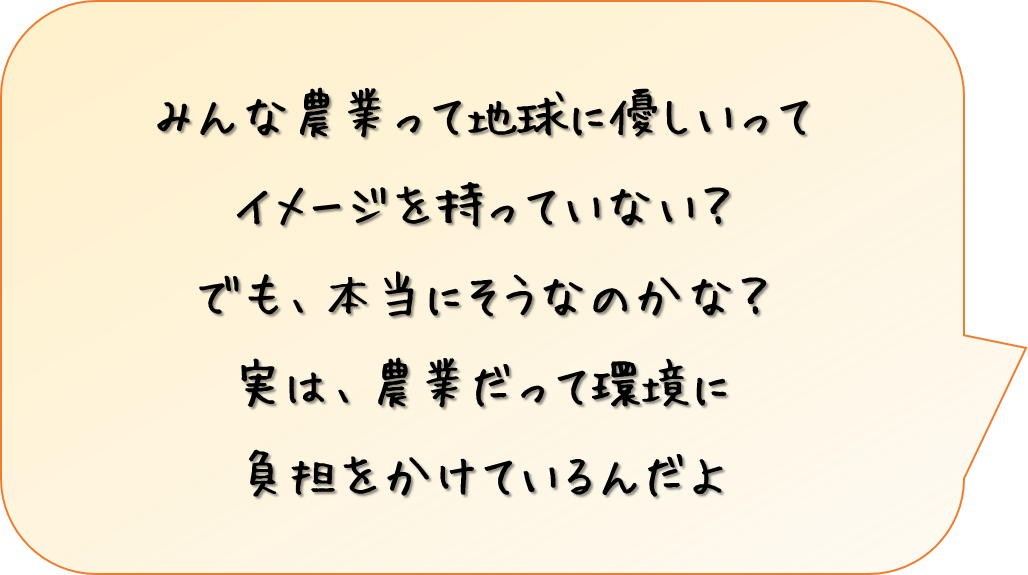 みんな農業って地球に優しいって
イメージを持っていない？
でも、本当にそうなのかな？
実は、農業だって環境に
負担をかけているんだよ